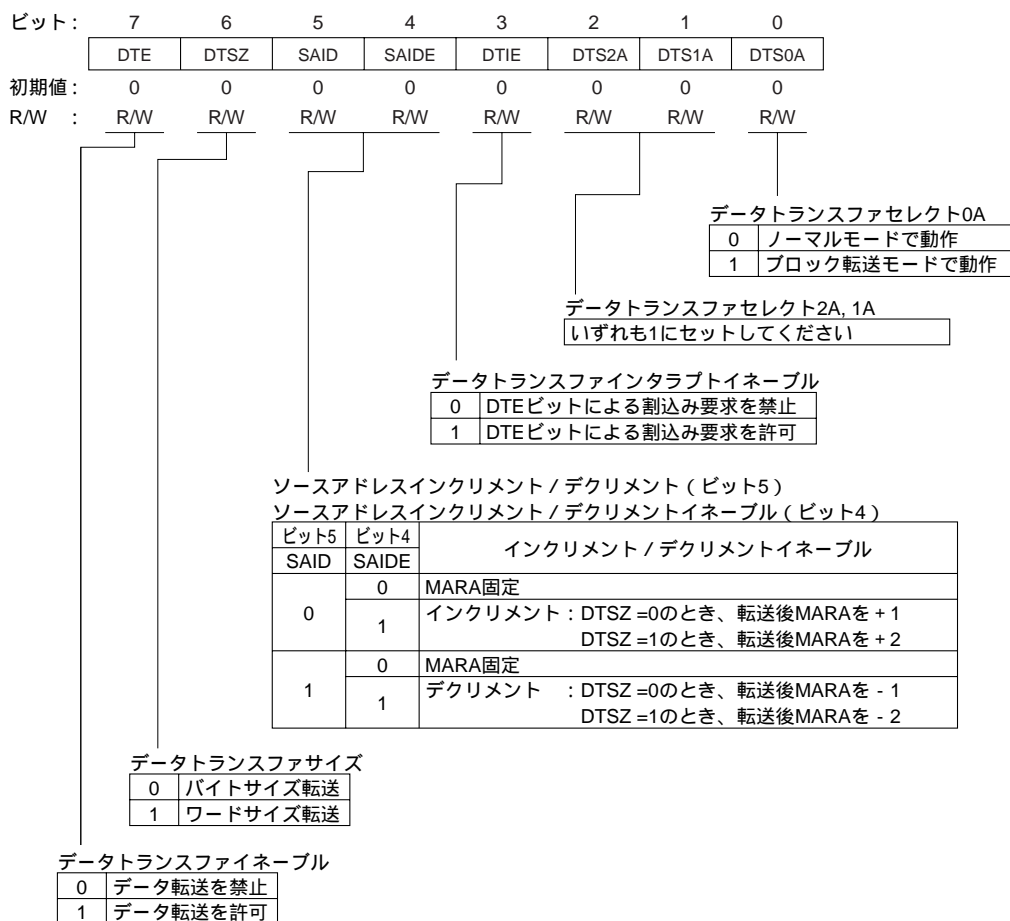 ビット： 7 6 5 4 3 2 1 0
DTE DTSZ SAID SAIDE DTIE DTS2A DTS1A DTS0A
初期値： 0 0 0 0 0 0 0 0
R/W ： R/W R/W R/W R/W R/W R/W R/W R/W
データトランスファセレクト0A
0 ノーマルモードで動作
1 ブロック転送モードで動作
データトランスファセレクト2A, 1A
いずれも1にセットしてください
データトランスファインタラプトイネーブル
0 DTEビットによる割込み要求を禁止
1 DTEビットによる割込み要求を許可
ソースアドレスインクリメント / デクリメント（ビット5）
ソースアドレスインクリメント / デクリメントイネーブル（ビット4）
ビット5 ビット4 インクリメント / デクリメントイネーブル
SAID SAIDE
0 0 MARA固定
1 インクリメント：DTSZ =0のとき、転送後MARAを + 1
DTSZ =1のとき、転送後MARAを + 2
1 0 MARA固定
1 デクリメント ：DTSZ =0のとき、転送後MARAを - 1
DTSZ =1のとき、転送後MARAを - 2
データトランスファサイズ
0 バイトサイズ転送
1 ワードサイズ転送
データトランスファイネーブル
0 データ転送を禁止
1 データ転送を許可